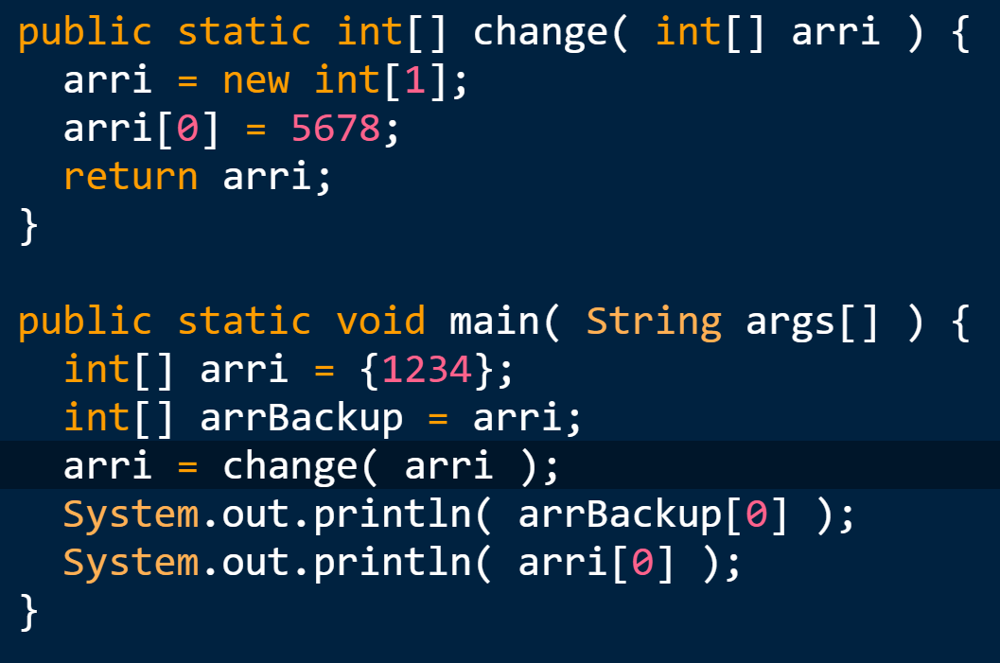 public static int[] change( int[] arri ) {
  arri = new int[1];
  arri[0] = 5678;
  return arri;
}

public static void main( String args[] ) {
  int[] arri = {1234};
  int[] arrBackup = arri;
  arri = change( arri );
  System.out.println( arrBackup[0] );
  System.out.println( arri[0] );
}